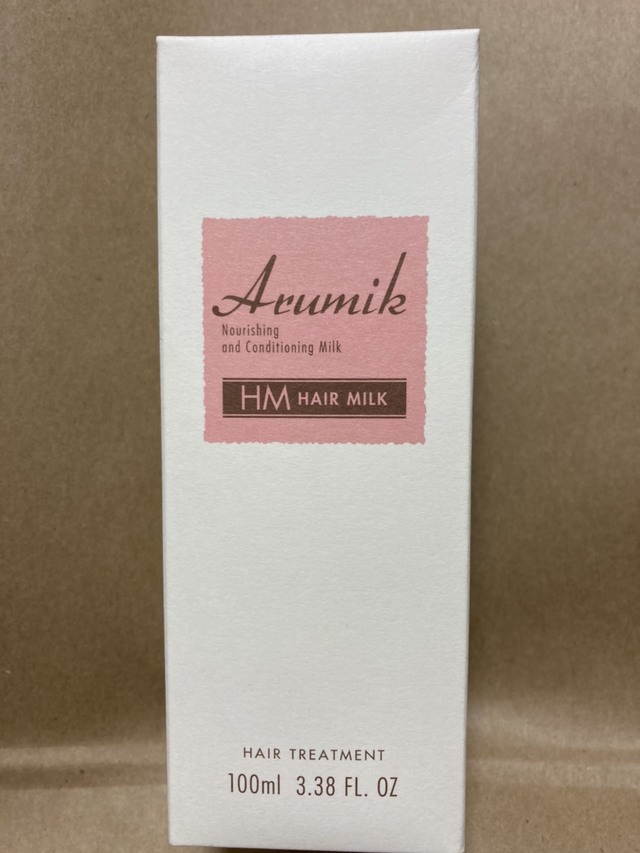 Arumik
Nourishing
and Conditioning Milk
HM HAIR MILK
HAIR TREATMENT
100ml 3.38 FL. OZ